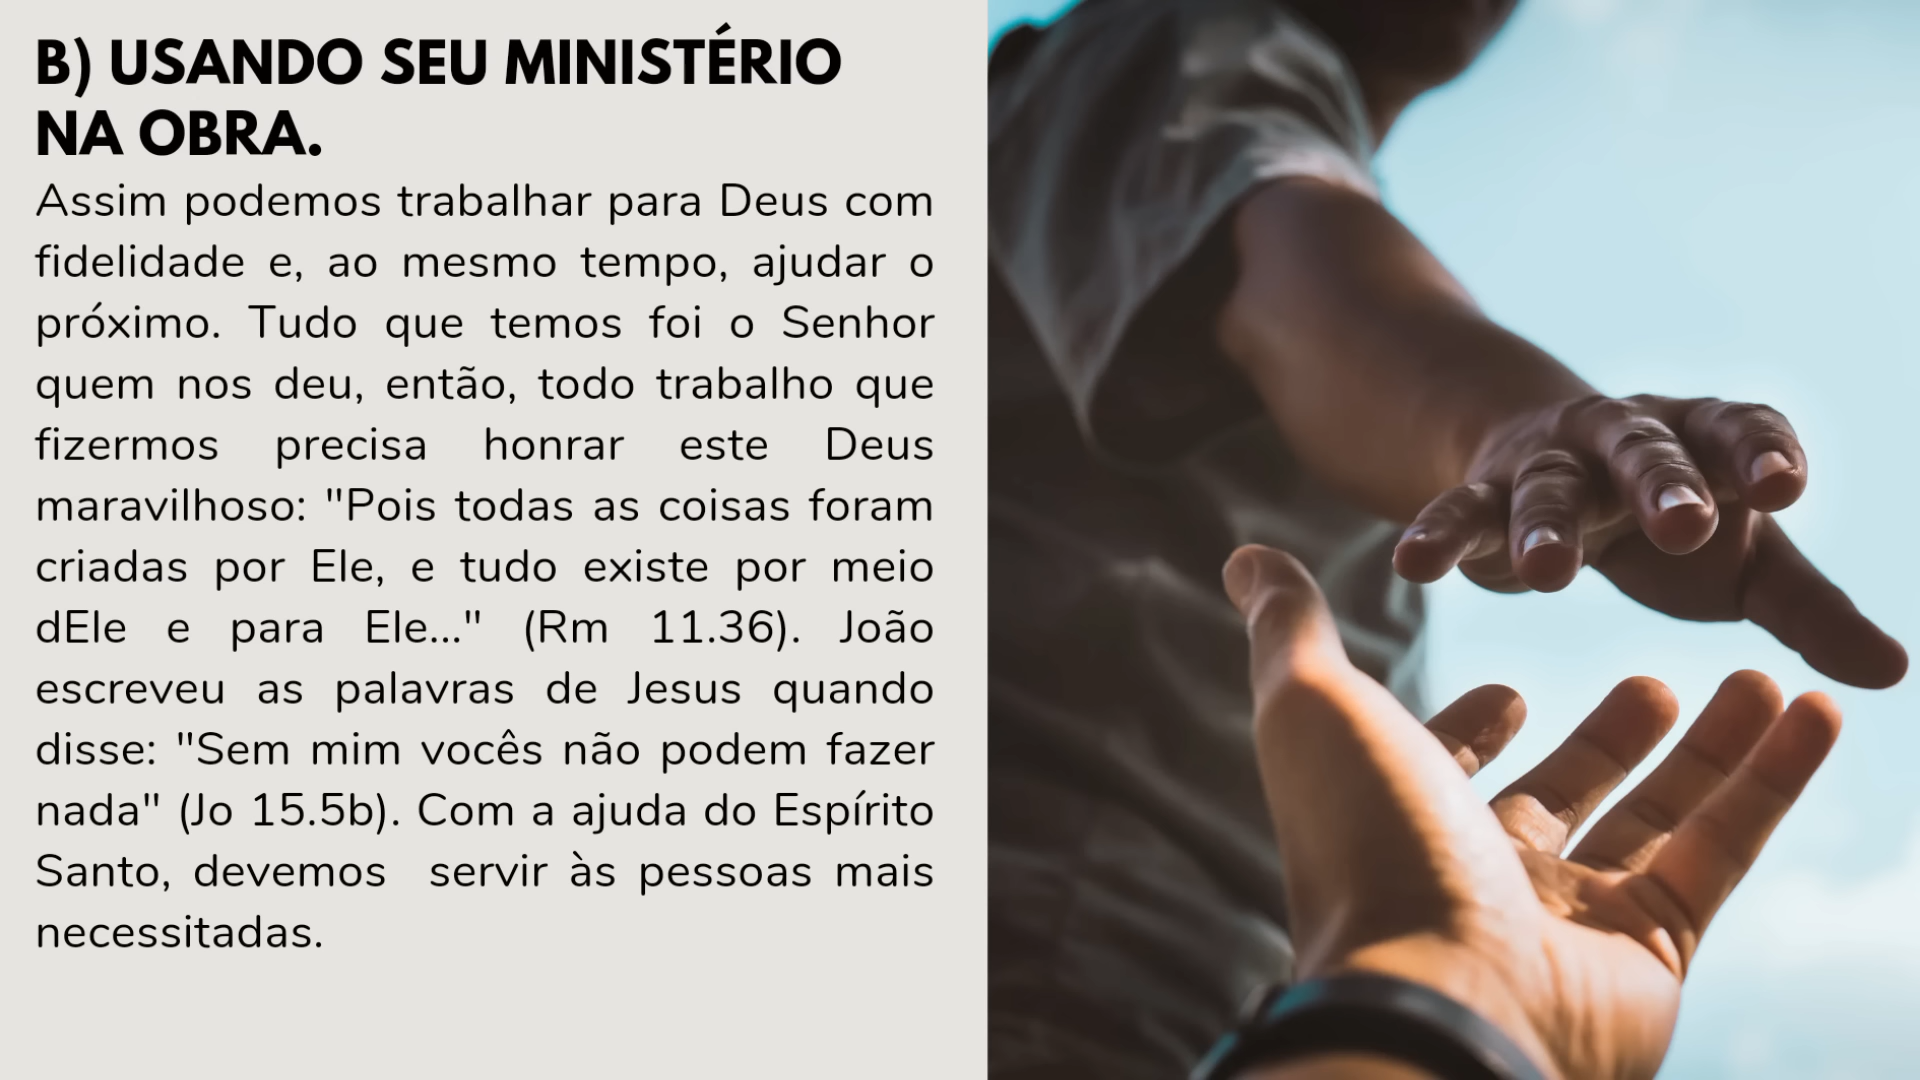 B) USANDO SEU MINISTÉRIO
NA OBRA.
Assim podemos trabalhar para Deus com
fidelidade e, ao mesmo tempo, ajudar o
próximo. Tudo que temos foi o Senhor
quem nos deu, então, todo trabalho que
fizermos precisa honrar este Deus
maravilhoso: "Pois todas as coisas foram
criadas por Ele, e tudo existe por meio
dEle e para Ele..." (Rm 11.36). João
escreveu as palavras de Jesus quando
disse: "Sem mim vocês não podem fazer
nada" (Jo 15.5b). Com a ajuda do Espírito
Santo, devemos  servir às pessoas mais
necessitadas.